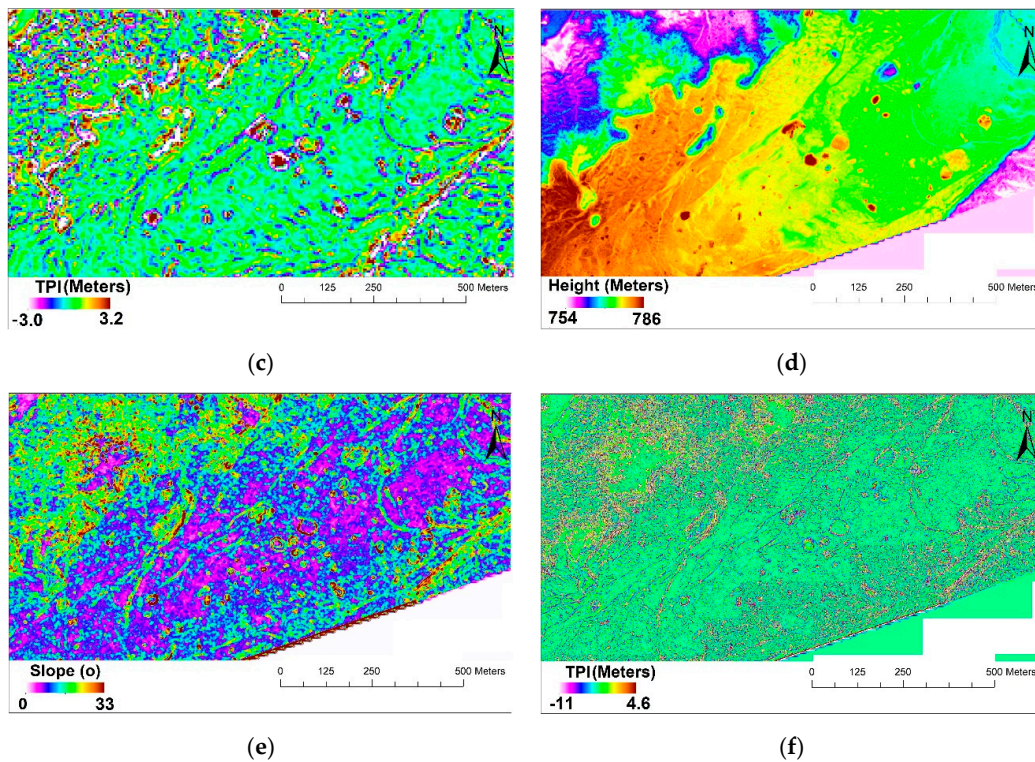 N
N
TPI(Meters)
-3.0 3.2
0 125 250 500 Meters
Height (Meters)
754 786
0 125 250 500 Meters
(c)
(d)
N
N
Slope (o)
0 33
0 125 250 500 Meters
TPI (Meters)
-11 4.6
0 125 250 500 Meters
(e)
(f)